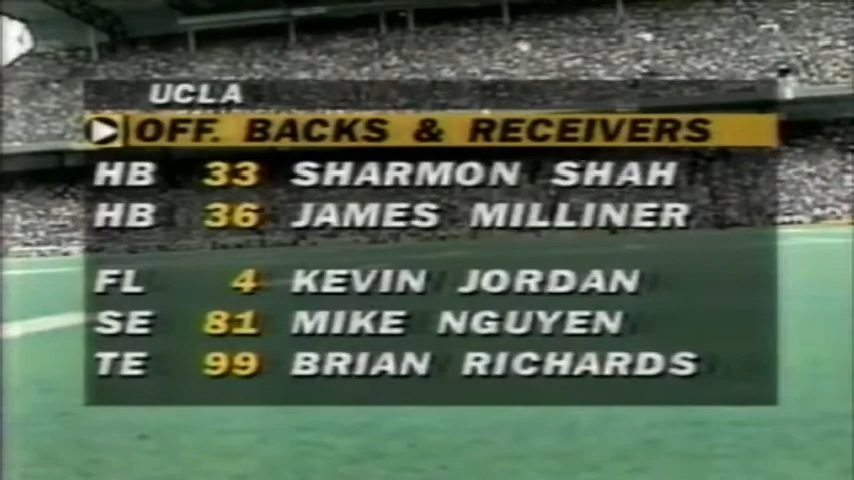 UCLA
OFF. BACKS & RECEIVERS
HB 33 SHARMON SHAH
HB 36 JAMES MILLINER
FL 4 KEVIN JORDAN
SE 81 MIKE NGUYEN
TE 99 BRIAN RICHARDS